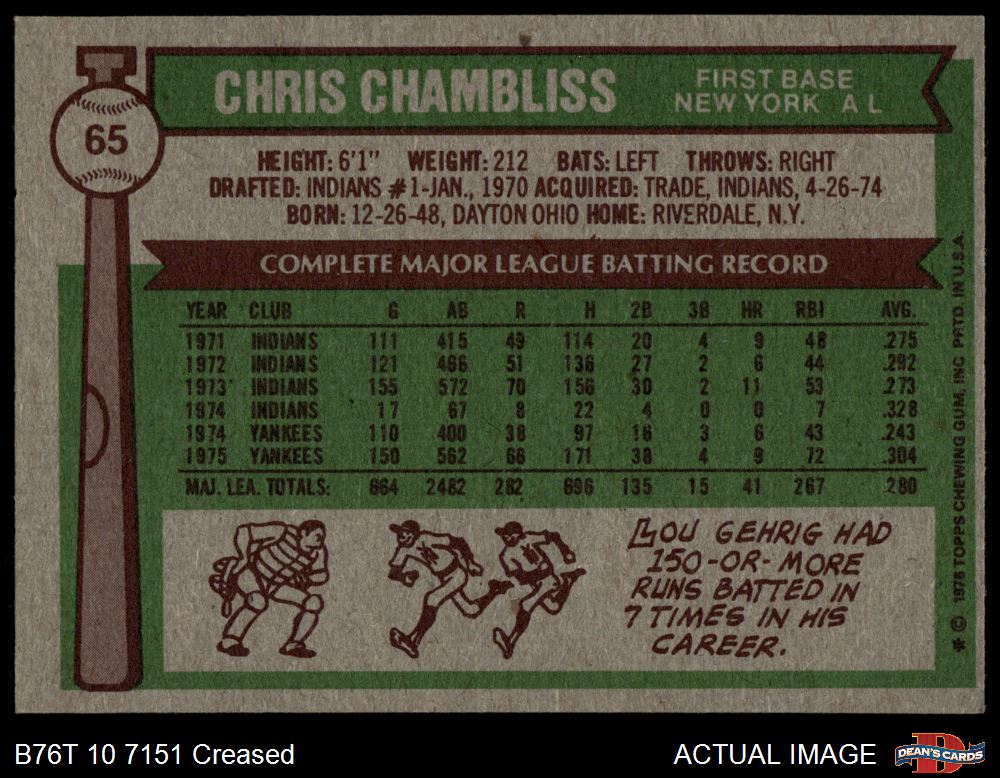 65
CHRIS CHAMBLISS
FIRST BASE
NEW YORK A L
HEIGHT: 6'1" WEIGHT: 212 BATS: LEFT THROWS: RIGHT
DRAFTED: INDIANS #1-JAN., 1970 ACQUIRED: TRADE, INDIANS, 4-26-74
BORN: 12-26-48, DAYTON OHIO HOME: RIVERDALE, N.Y.
COMPLETE MAJOR LEAGUE BATTING RECORD
YEAR CLUB G AB R H 2B 3B HR RBI AVG.
1971 INDIANS 111 415 49 114 20 4 9 48 .275
1972 INDIANS 121 466 51 136 27 2 6 44 .292
1973 INDIANS 155 572 70 156 30 2 11 53 .273
1974 INDIANS 17 67 8 22 4 0 0 7 .328
1974 YANKEES 110 400 38 97 16 3 6 43 .243
1975 YANKEES 150 562 66 171 38 4 9 72 .304
MAJ. LEA. TOTALS: 664 2482 282 696 135 15 41 267 .280
LOU GEHRIG HAD
150-OR-MORE
RUNS BATTED IN
7 TIMES IN HIS
CAREER.
* © 1976 TOPPS CHEWING GUM, INC PRTD. IN U.S.A.
B76T 10 7151 Creased
ACTUAL IMAGE
DEAN'S CARDS